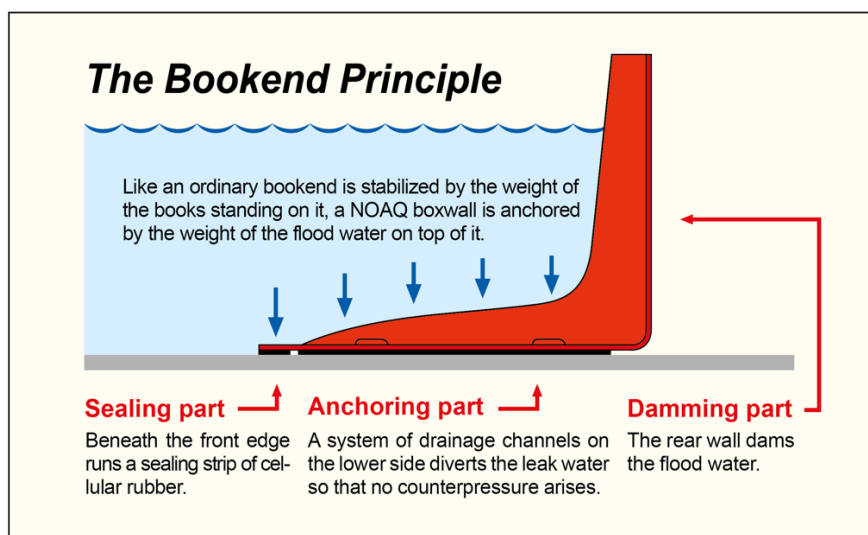 The Bookend Principle
Like an ordinary bookend is stabilized by the weight of
the books standing on it, a NOAQ boxwall is anchored
by the weight of the flood water on top of it.
Sealing part
Beneath the front edge
runs a sealing strip of cel-
lular rubber.
Anchoring part
A system of drainage channels on
the lower side diverts the leak water
so that no counterpressure arises.
Damming part
The rear wall dams
the flood water.